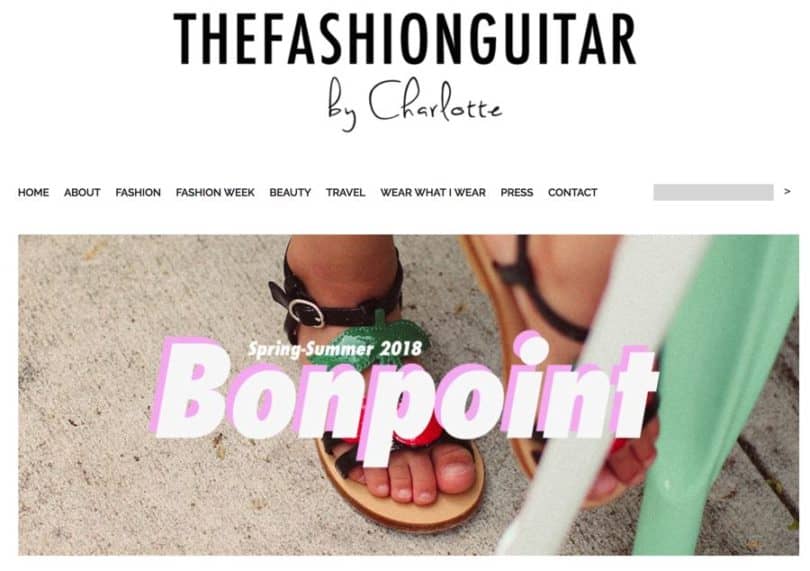 THEFASHIONGUITAR
by Charlotte
HOME ABOUT FASHION FASHION WEEK BEAUTY TRAVEL WEAR WHAT I WEAR PRESS CONTACT >
Spring-Summer 2018
Bonpoint